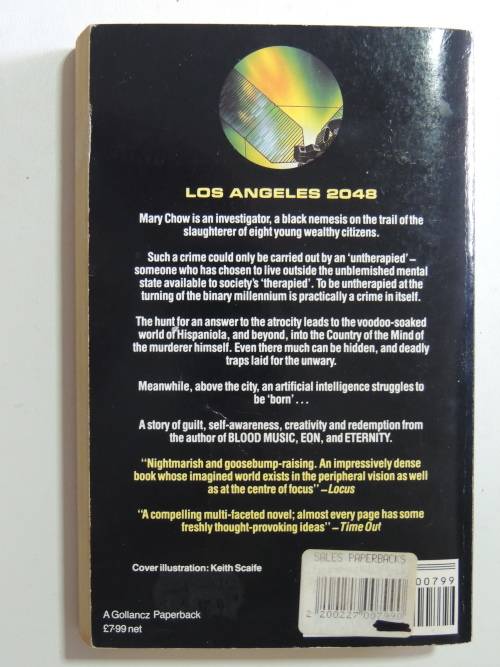 LOS ANGELES 2048
Mary Chow is an investigator, a black nemesis on the trail of the
slaughterer of eight young wealthy citizens.
Such a crime could only be carried out by an 'untherapied' –
someone who has chosen to live outside the unblemished mental
state available to society's 'therapied'. To be untherapied at the
turning of the binary millennium is practically a crime in itself.
The hunt for an answer to the atrocity leads to the voodoo-soaked
world of Hispaniola, and beyond, into the Country of the Mind of
the murderer himself. Even there much can be hidden, and deadly
traps laid for the unwary.
Meanwhile, above the city, an artificial intelligence struggles to
be 'born' . . .
A story of guilt, self-awareness, creativity and redemption from
the author of BLOOD MUSIC, EON, and ETERNITY.
"Nightmarish and goosebump-raising. An impressively dense
book whose imagined world exists in the peripheral vision as well
as at the centre of focus" – Locus
"A compelling multi-faceted novel; almost every page has some
freshly thought-provoking ideas" – Time Out
Cover illustration: Keith Scaife
SALES PAPERBACKS
00799
A Gollancz Paperback
£7·99 net